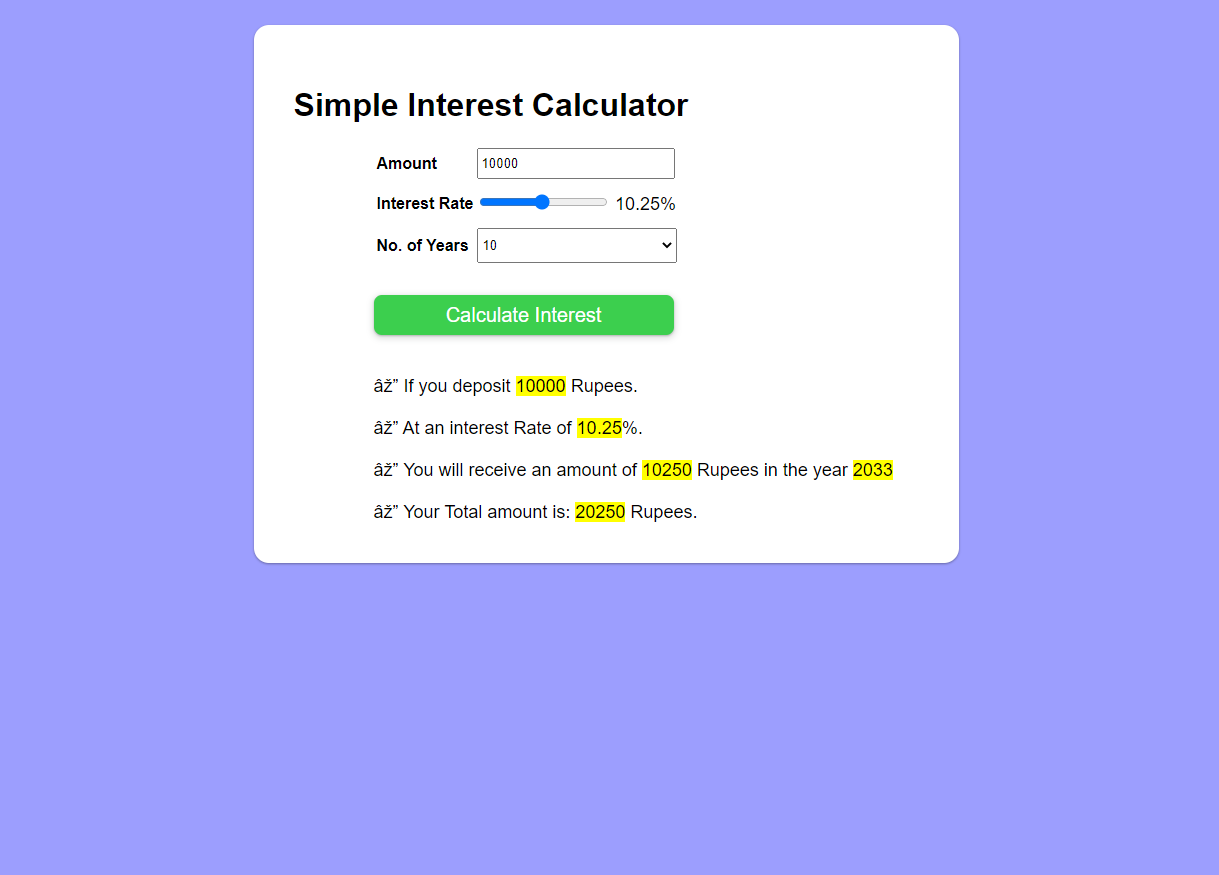 Simple Interest Calculator
Amount 10000
Interest Rate 10.25%
No. of Years 10
Calculate Interest
âž” If you deposit 10000 Rupees.
âž” At an interest Rate of 10.25%.
âž” You will receive an amount of 10250 Rupees in the year 2033
âž” Your Total amount is: 20250 Rupees.